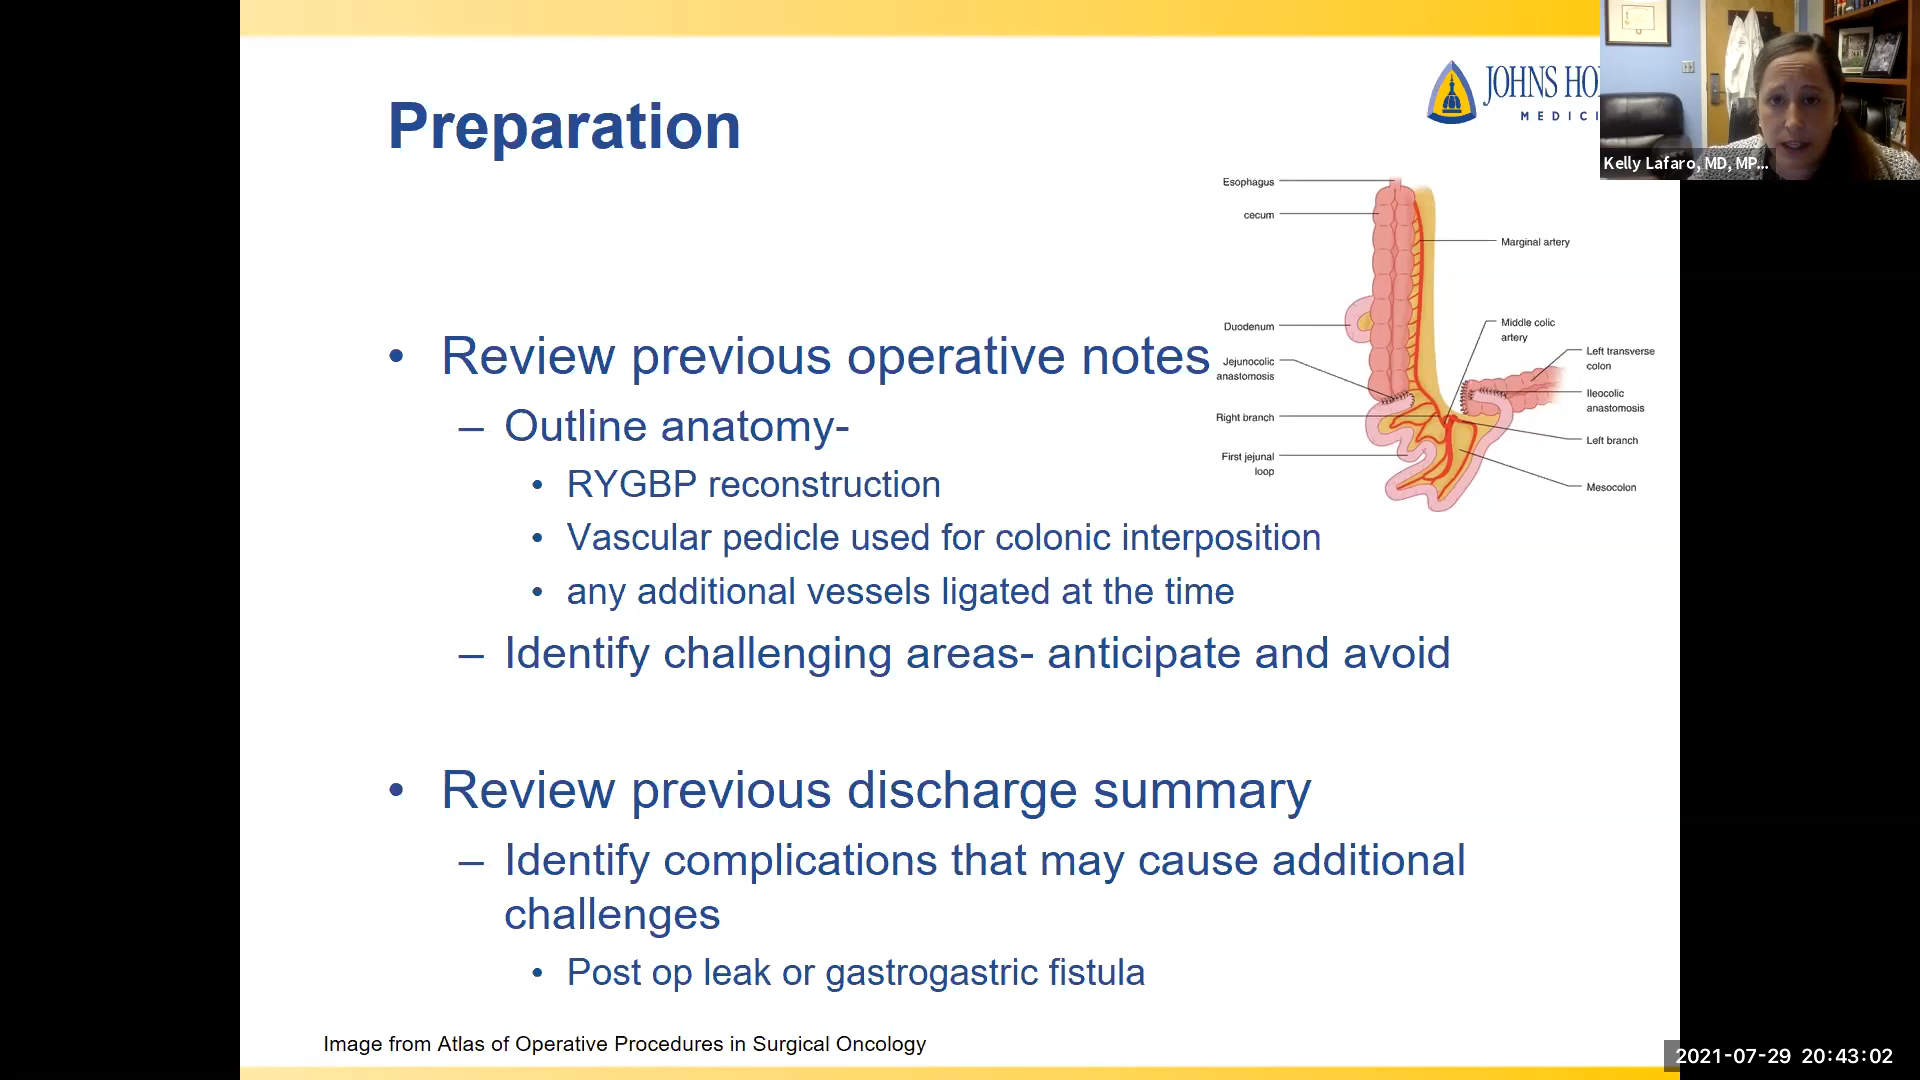 Preparation
JOHNS HO
MEDICI
Kelly Lafaro, MD, MP...
Esophagus
cecum
Marginal artery
Duodenum
Middle colic
artery
Jejunocolic
anastomosis
Left transverse
colon
Ileocolic
anastomosis
Right branch
Left branch
First jejunal
loop
Mesocolon
• Review previous operative notes
– Outline anatomy-
• RYGBP reconstruction
• Vascular pedicle used for colonic interposition
• any additional vessels ligated at the time
– Identify challenging areas- anticipate and avoid
• Review previous discharge summary
– Identify complications that may cause additional
challenges
• Post op leak or gastrogastric fistula
Image from Atlas of Operative Procedures in Surgical Oncology
2021-07-29 20:43:02